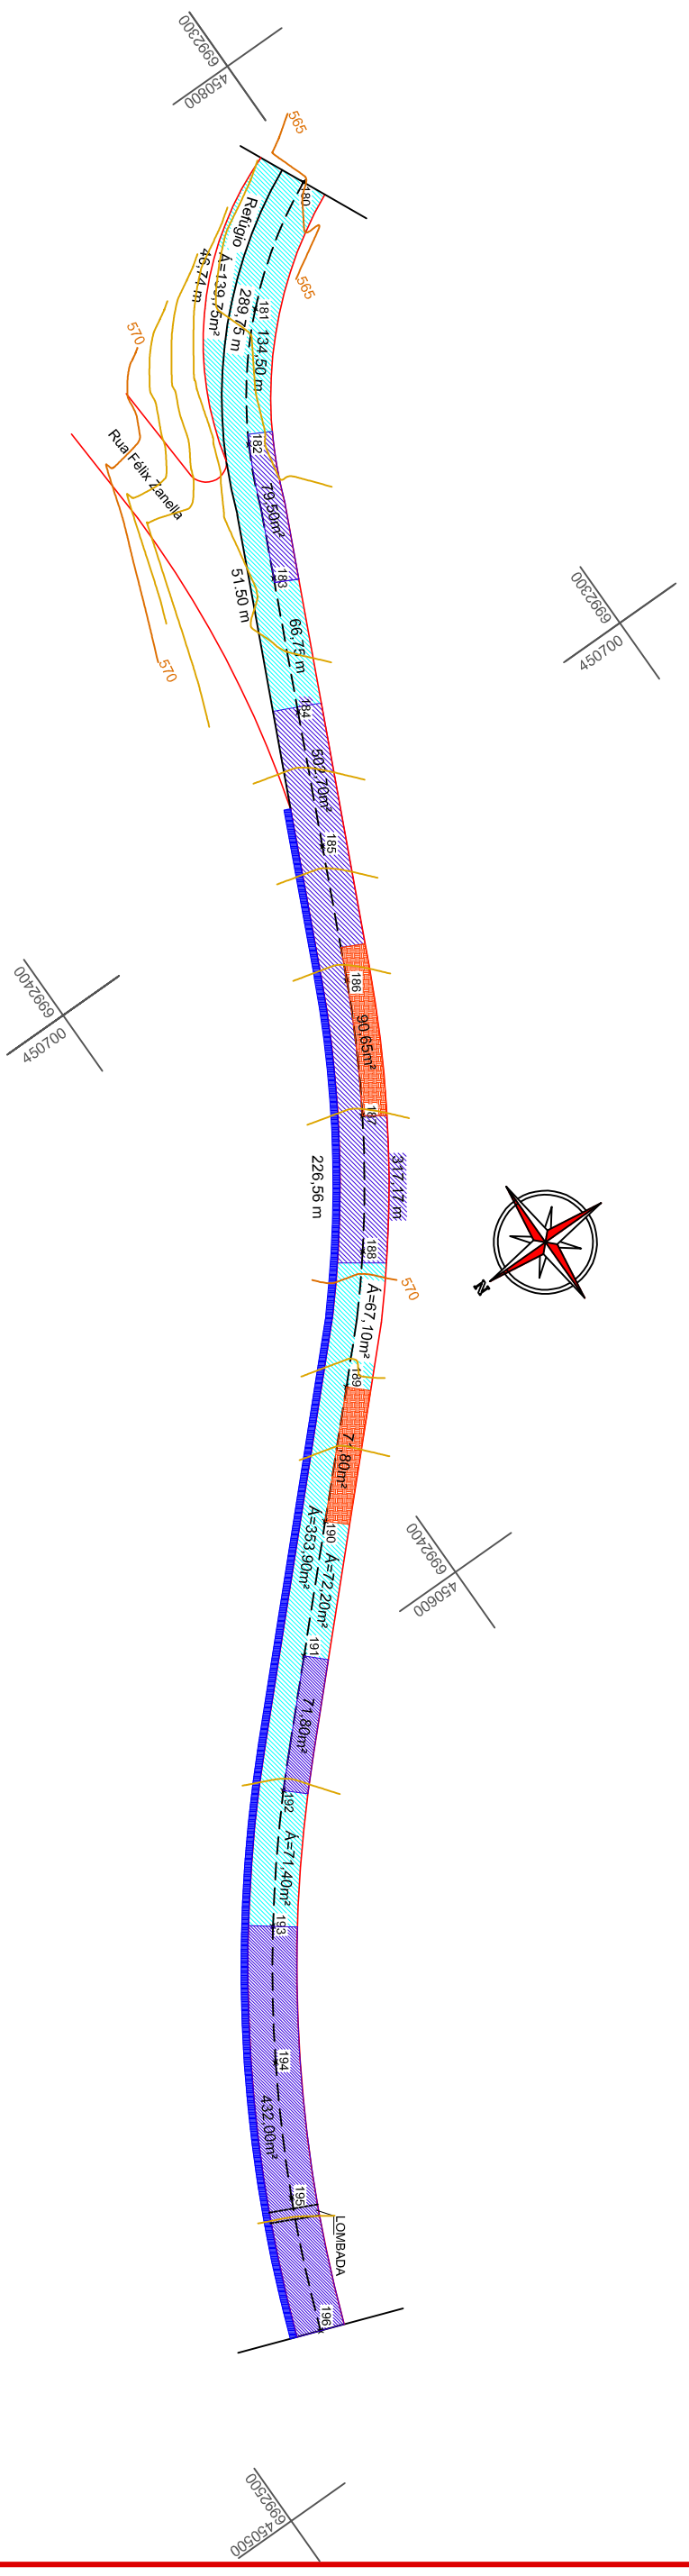 6992300
450800
565
180
565
Refúgio
Á=139,75m²
46,74 m
289,75 m
181
134,50 m
570
Rua Félix Zanella
182
79,50m²
183
51.50 m
66,75 m
570
184
502,70m²
185
6992300
450700
186
90,65m²
6992400
450700
187
317,17 m
226,56 m
188
570
N
Á=67,10m²
189
71,80m²
190
Á=72,20m²
Á=353,90m²
6992400
450600
191
71,80m²
192
Á=71,40m²
193
194
432,00m²
195
LOMBADA
196
6992500
450500